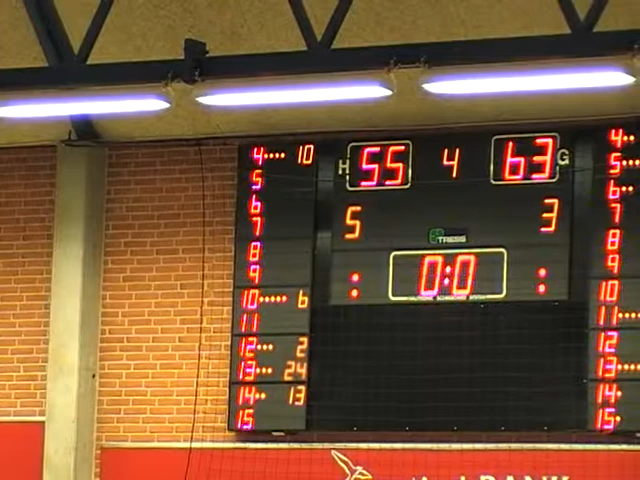 4 10 H 55 4 63 G 4
5 5
6 5 3 6
7 7
8 8
9 0:0 9
10 6 10
11 11
12 2 12
13 24 13
14 13 14
15 15
BANK